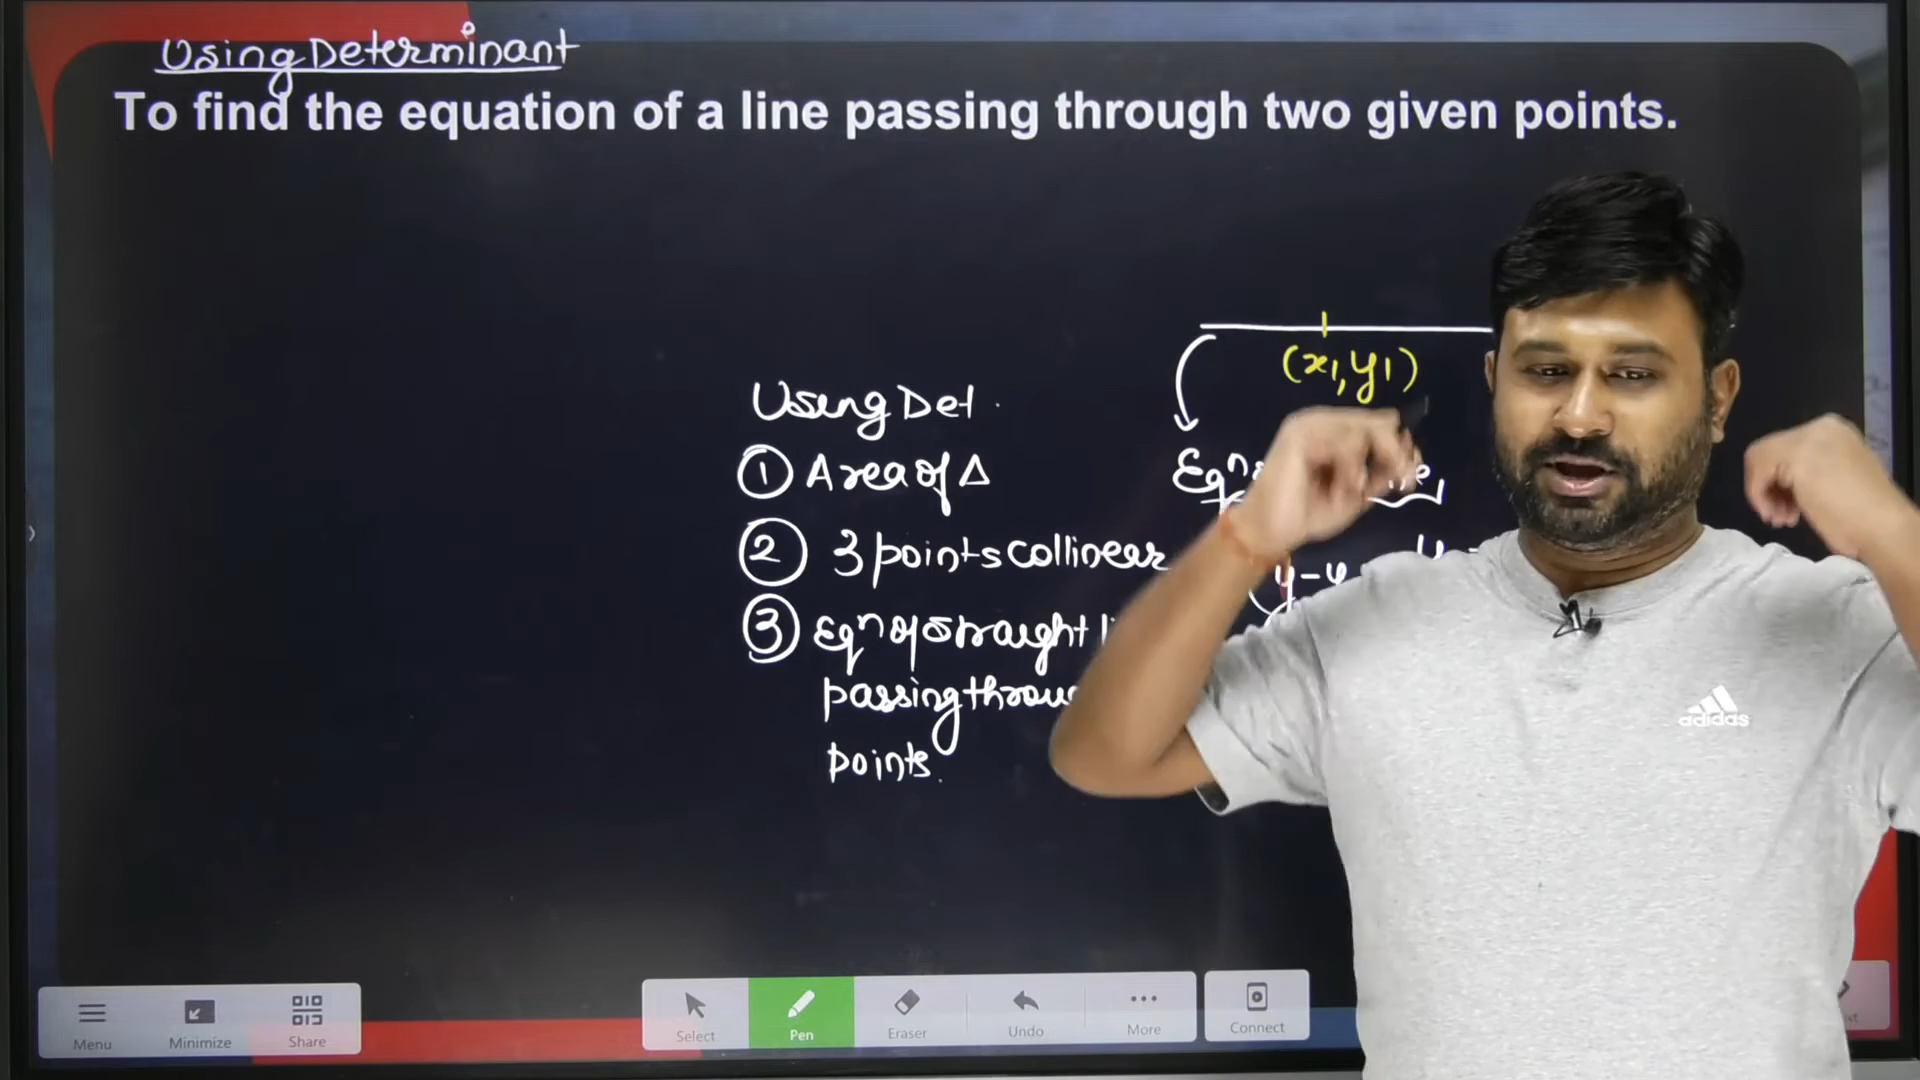 Using Determinant
To find the equation of a line passing through two given points.
(x1, y1)
Using Det.
① Area of Δ
Eqn
② 3 points collinear
y-y
③ Eqn of straight
passing
points.
adidas
Menu
Minimize
Share
Select
Pen
Eraser
Undo
More
Connect